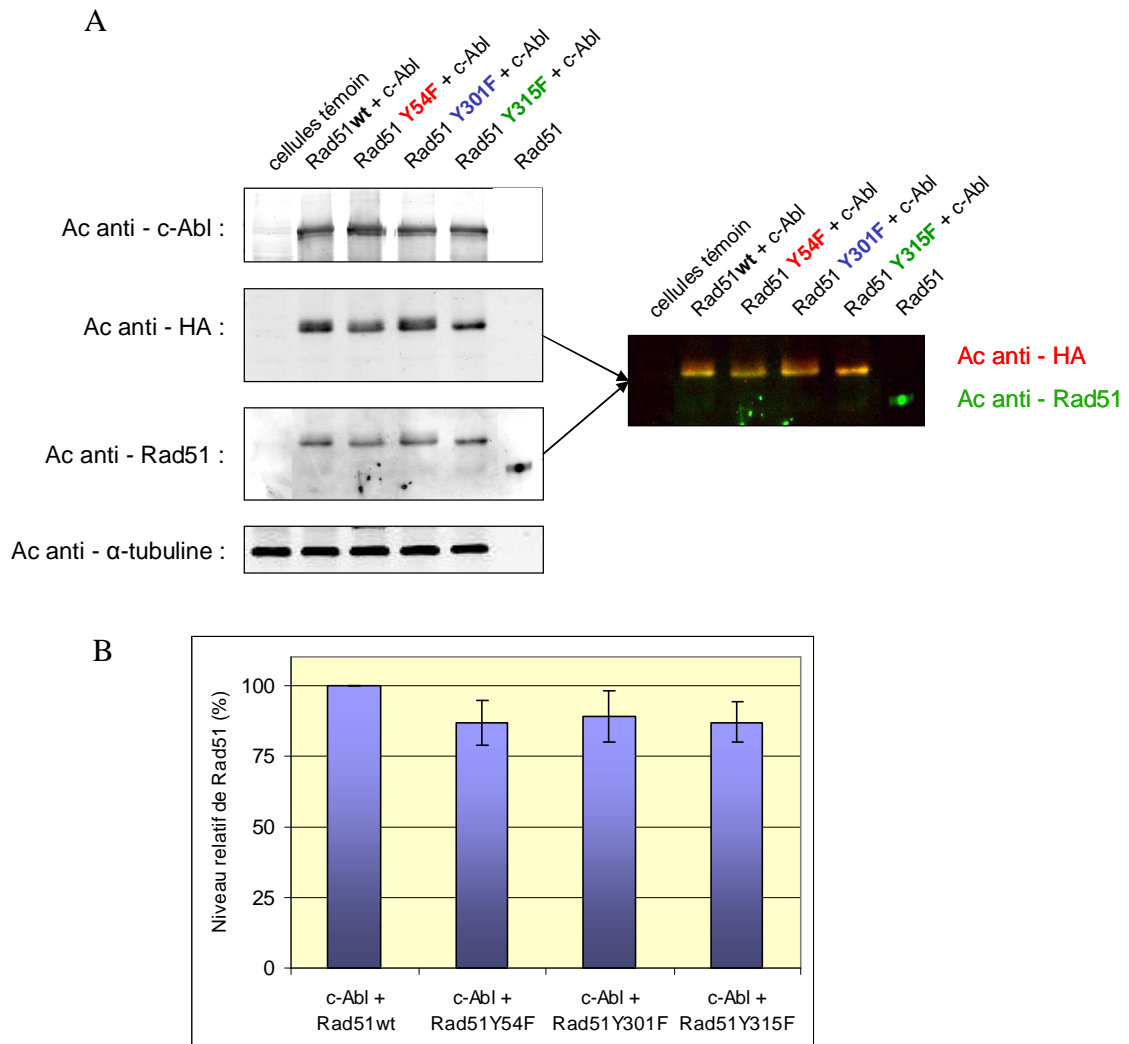 A
cellules témoin
Rad51wt + c-Abl
Rad51 Y54F + c-Abl
Rad51 Y301F + c-Abl
Rad51 Y315F + c-Abl
Rad51
Ac anti - c-Abl :
Ac anti - HA :
Ac anti - Rad51 :
Ac anti - α-tubuline :
cellules témoin
Rad51wt + c-Abl
Rad51 Y54F + c-Abl
Rad51 Y301F + c-Abl
Rad51 Y315F + c-Abl
Rad51
Ac anti - HA
Ac anti - Rad51
B
Niveau relatif de Rad51 (%)
100
75
50
25
0
c-Abl +
Rad51wt
c-Abl +
Rad51Y54F
c-Abl +
Rad51Y301F
c-Abl +
Rad51Y315F